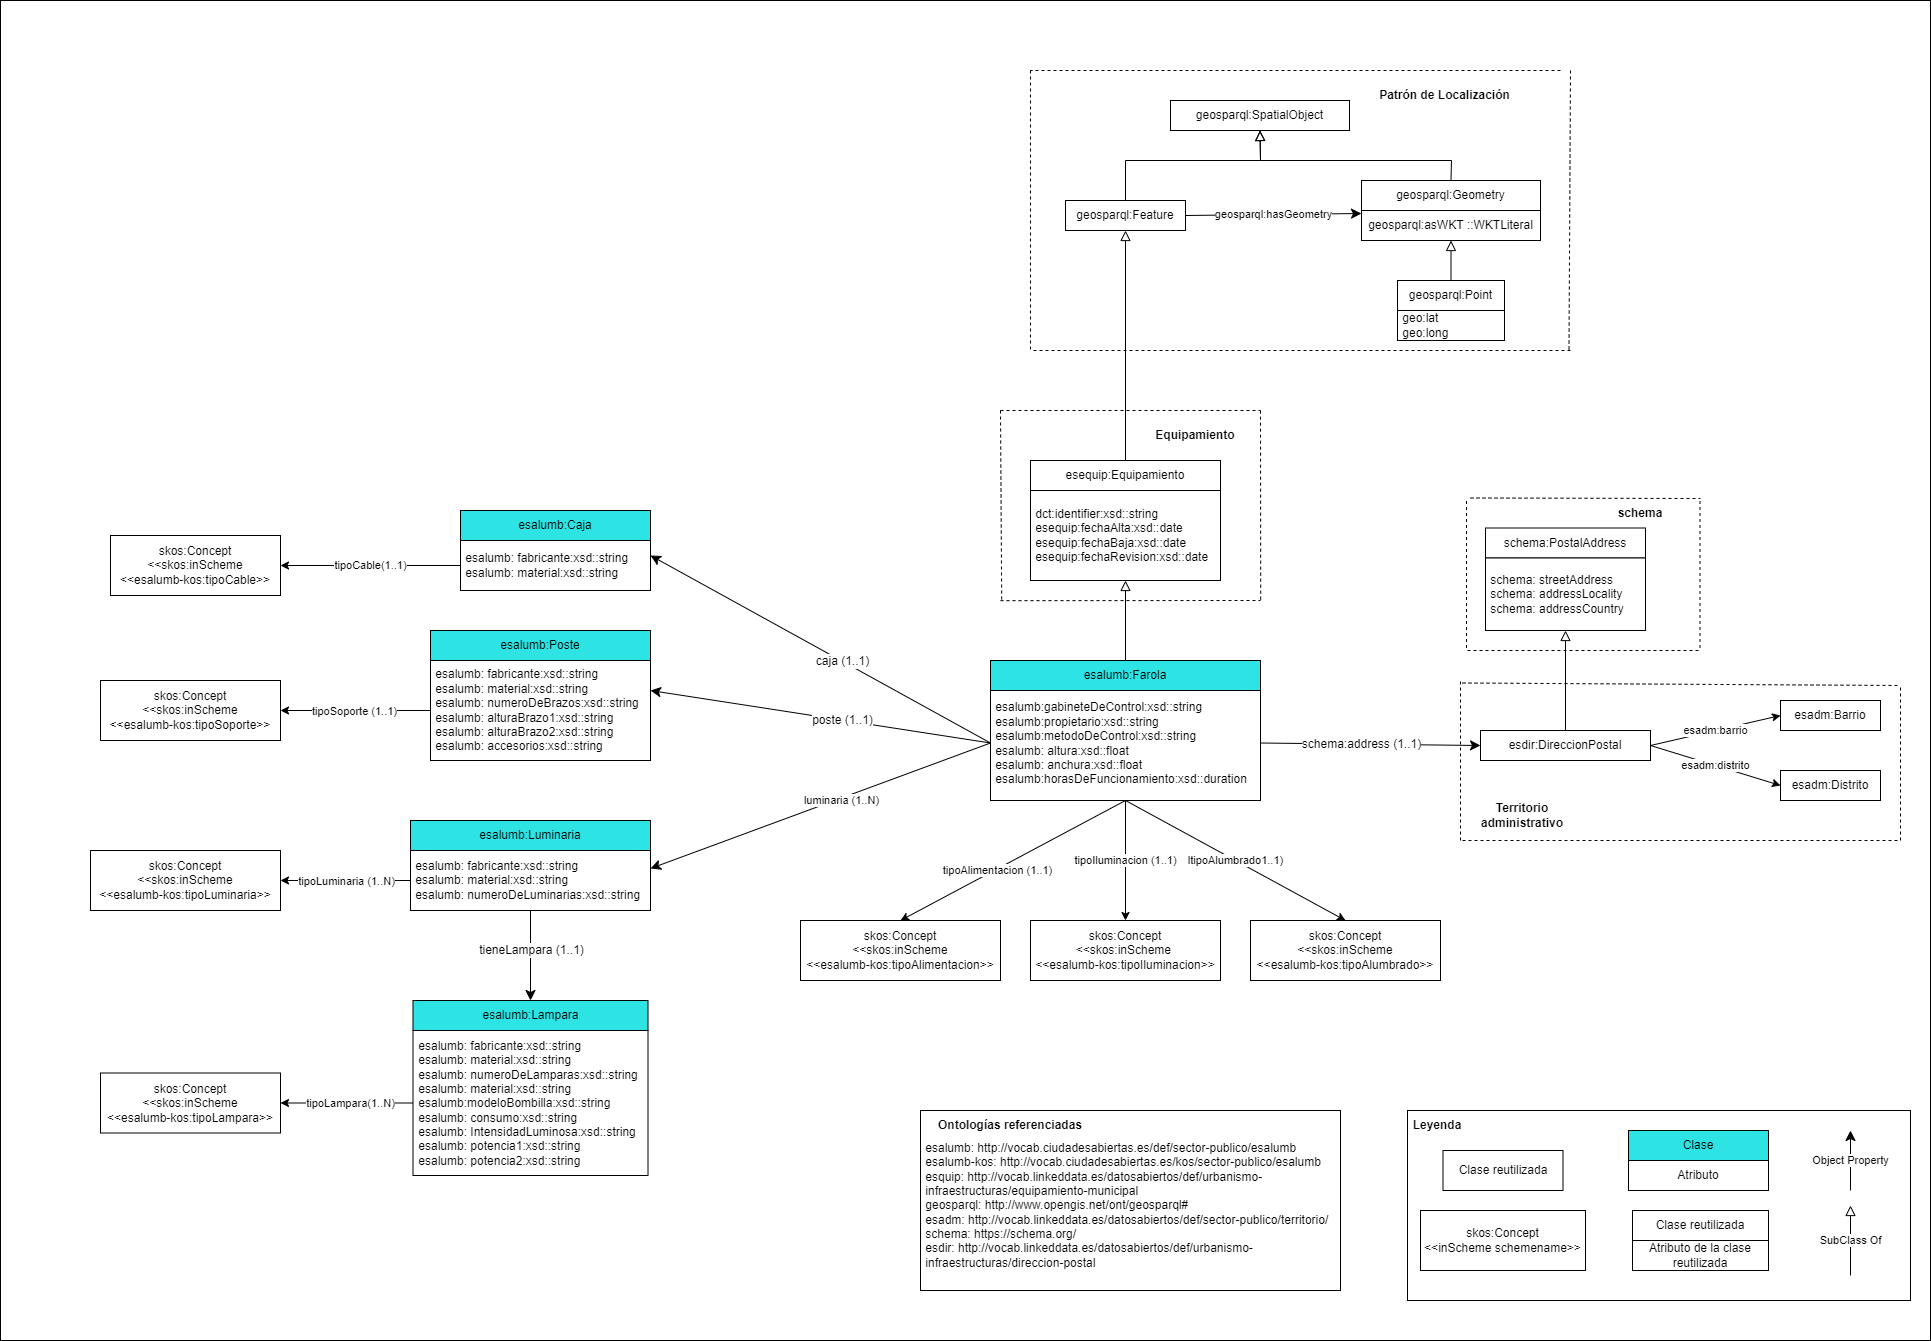 Patrón de Localización
geosparql:SpatialObject
geosparql:Feature
geosparql:hasGeometry
geosparql:Geometry
geosparql:asWKT ::WKTLiteral
geosparql:Point
geo:lat
geo:long
Equipamiento
esequip:Equipamiento
dct:identifier:xsd::string
esequip:fechaAlta:xsd::date
esequip:fechaBaja:xsd::date
esequip:fechaRevision:xsd::date
schema
schema:PostalAddress
schema: streetAddress
schema: addressLocality
schema: addressCountry
esalumb:Caja
esalumb: fabricante:xsd::string
esalumb: material:xsd::string
tipoCable(1..1)
skos:Concept
<<skos:inScheme
<<esalumb-kos:tipoCable>>
esalumb:Poste
esalumb: fabricante:xsd::string
esalumb: material:xsd::string
esalumb: numeroDeBrazos:xsd::string
esalumb: alturaBrazo1:xsd::string
esalumb: alturaBrazo2:xsd::string
esalumb: accesorios:xsd::string
tipoSoporte (1..1)
skos:Concept
<<skos:inScheme
<<esalumb-kos:tipoSoporte>>
caja (1..1)
poste (1..1)
luminaria (1..N)
esalumb:Farola
esalumb:gabineteDeControl:xsd::string
esalumb:propietario:xsd::string
esalumb:metodoDeControl:xsd::string
esalumb: altura:xsd::float
esalumb: anchura:xsd::float
esalumb:horasDeFuncionamiento:xsd::duration
schema:address (1..1)
esdir:DireccionPostal
esadm:barrio
esadm:distrito
esadm:Barrio
esadm:Distrito
Territorio
administrativo
esalumb:Luminaria
esalumb: fabricante:xsd::string
esalumb: material:xsd::string
esalumb: numeroDeLuminarias:xsd::string
tipoLuminaria (1..N)
skos:Concept
<<skos:inScheme
<<esalumb-kos:tipoLuminaria>>
tipoAlimentacion (1..1)
tipoIluminacion (1..1)
ltipoAlumbrado1..1)
skos:Concept
<<skos:inScheme
<<esalumb-kos:tipoAlimentacion>>
skos:Concept
<<skos:inScheme
<<esalumb-kos:tipoIluminacion>>
skos:Concept
<<skos:inScheme
<<esalumb-kos:tipoAlumbrado>>
tieneLampara (1..1)
esalumb:Lampara
esalumb: fabricante:xsd::string
esalumb: material:xsd::string
esalumb: numeroDeLamparas:xsd::string
esalumb: material:xsd::string
esalumb:modeloBombilla:xsd::string
esalumb: consumo:xsd::string
esalumb: IntensidadLuminosa:xsd::string
esalumb: potencia1:xsd::string
esalumb: potencia2:xsd::string
tipoLampara(1..N)
skos:Concept
<<skos:inScheme
<<esalumb-kos:tipoLampara>>
Ontologías referenciadas
esalumb: http://vocab.ciudadesabiertas.es/def/sector-publico/esalumb
esalumb-kos: http://vocab.ciudadesabiertas.es/kos/sector-publico/esalumb
esquip: http://vocab.linkeddata.es/datosabiertos/def/urbanismo-
infraestructuras/equipamiento-municipal
geosparql: http://www.opengis.net/ont/geosparql#
esadm: http://vocab.linkeddata.es/datosabiertos/def/sector-publico/territorio/
schema: https://schema.org/
esdir: http://vocab.linkeddata.es/datosabiertos/def/urbanismo-
infraestructuras/direccion-postal
Leyenda
Clase reutilizada
Clase
Atributo
Object Property
skos:Concept
<<inScheme schemename>>
Clase reutilizada
Atributo de la clase
reutilizada
SubClass Of